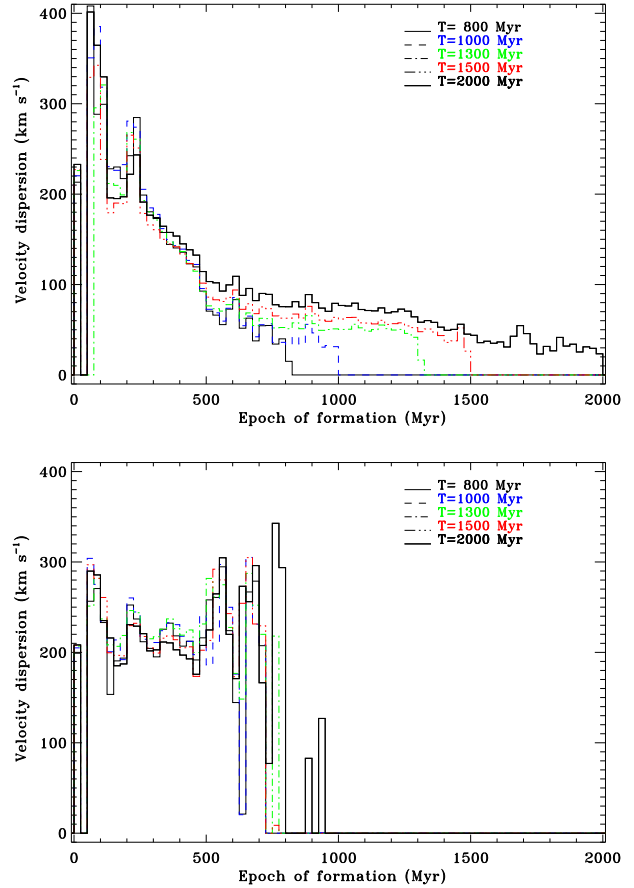 400
300
200
100
0
Velocity dispersion (km s⁻¹)
T= 800 Myr
T=1000 Myr
T=1300 Myr
T=1500 Myr
T=2000 Myr
0 500 1000 1500 2000
Epoch of formation (Myr)
400
300
200
100
0
Velocity dispersion (km s⁻¹)
T= 800 Myr
T=1000 Myr
T=1300 Myr
T=1500 Myr
T=2000 Myr
0 500 1000 1500 2000
Epoch of formation (Myr)